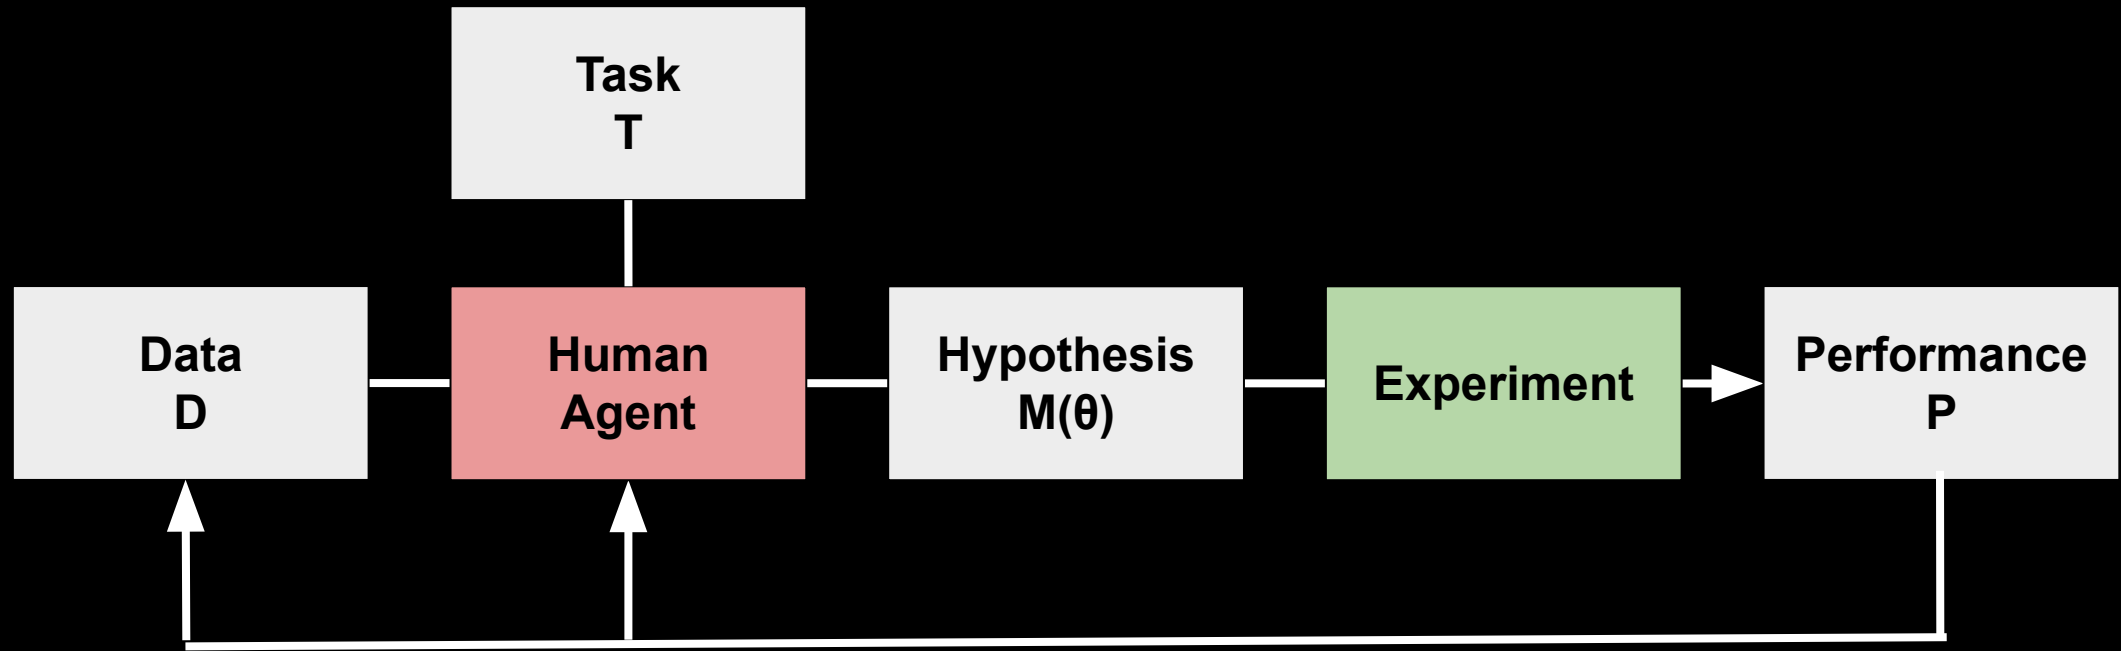 Task
T
Data
D
Human
Agent
Hypothesis
M(θ)
Experiment
Performance
P